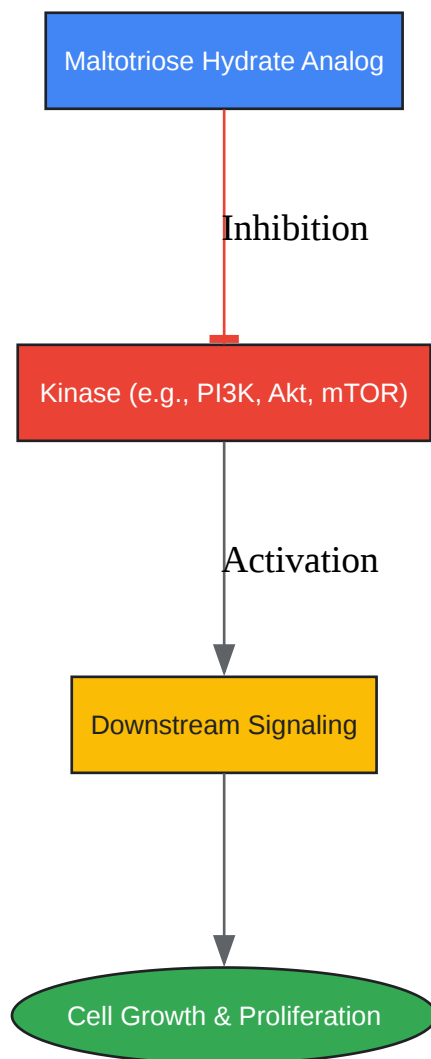 Maltotriose Hydrate Analog
Inhibition
Kinase (e.g., PI3K, Akt, mTOR)
Activation
Downstream Signaling
Cell Growth & Proliferation